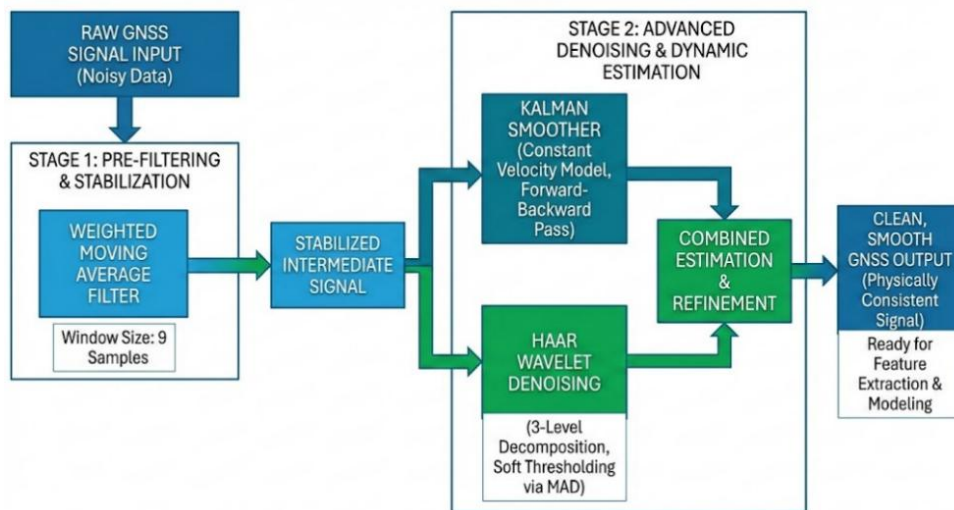 RAW GNSS
SIGNAL INPUT
(Noisy Data)
STAGE 1: PRE-FILTERING
& STABILIZATION
WEIGHTED
MOVING
AVERAGE
FILTER
Window Size: 9
Samples
STABILIZED
INTERMEDIATE
SIGNAL
STAGE 2: ADVANCED
DENOISING & DYNAMIC
ESTIMATION
KALMAN
SMOOTHER
(Constant
Velocity Model,
Forward-
Backward
Pass)
HAAR
WAVELET
DENOISING
(3-Level
Decomposition,
Soft Thresholding
via MAD)
COMBINED
ESTIMATION
&
REFINEMENT
CLEAN,
SMOOTH
GNSS OUTPUT
(Physically
Consistent
Signal)
Ready for
Feature
Extraction &
Modeling